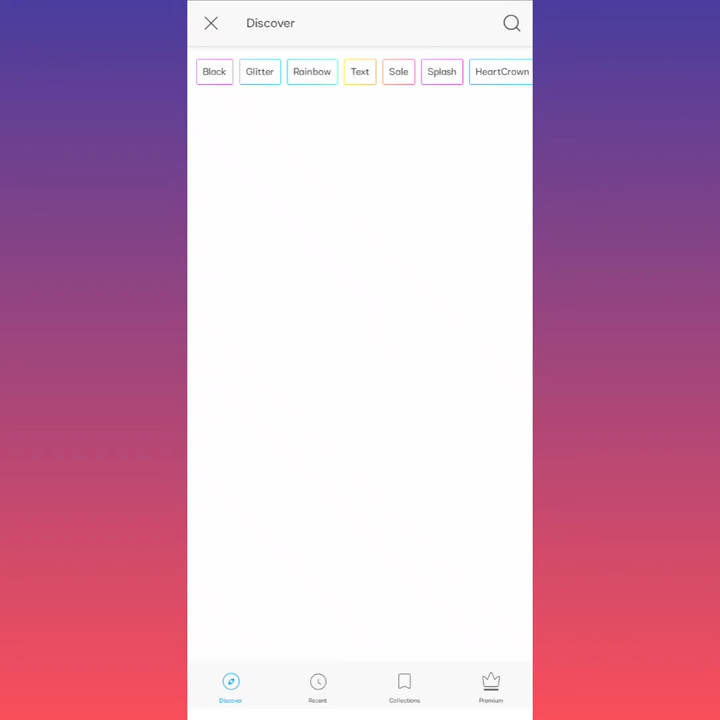 Discover
Black Glitter Rainbow Text Sale Splash HeartCrown
Discover Recent Collections Premium